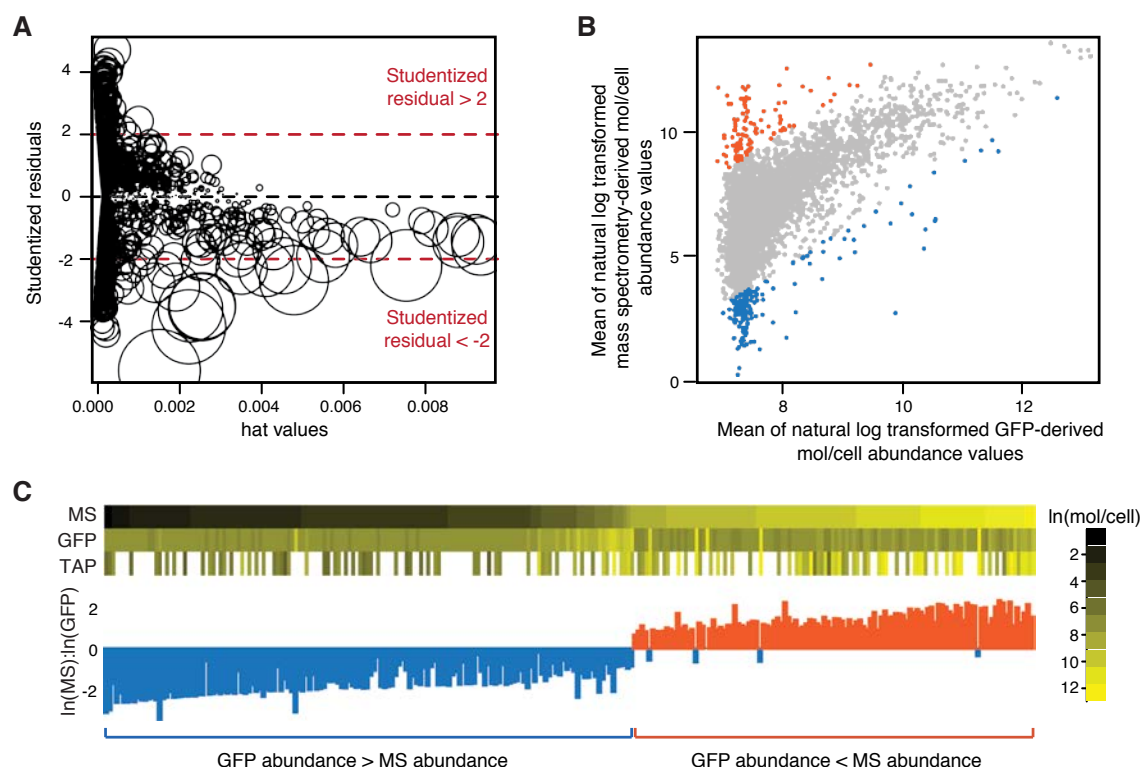 A
Studentized residuals
4
2
0
-2
-4
Studentized
residual > 2
Studentized
residual < -2
0.000
0.002
0.004
0.006
0.008
hat values
B
Mean of natural log transformed
mass spectrometry-derived mol/cell
abundance values
10
5
0
8
10
12
Mean of natural log transformed GFP-derived
mol/cell abundance values
C
MS
GFP
TAP
ln(mol/cell)
2
4
6
8
10
12
ln(MS):ln(GFP)
2
0
-2
GFP abundance > MS abundance
GFP abundance < MS abundance